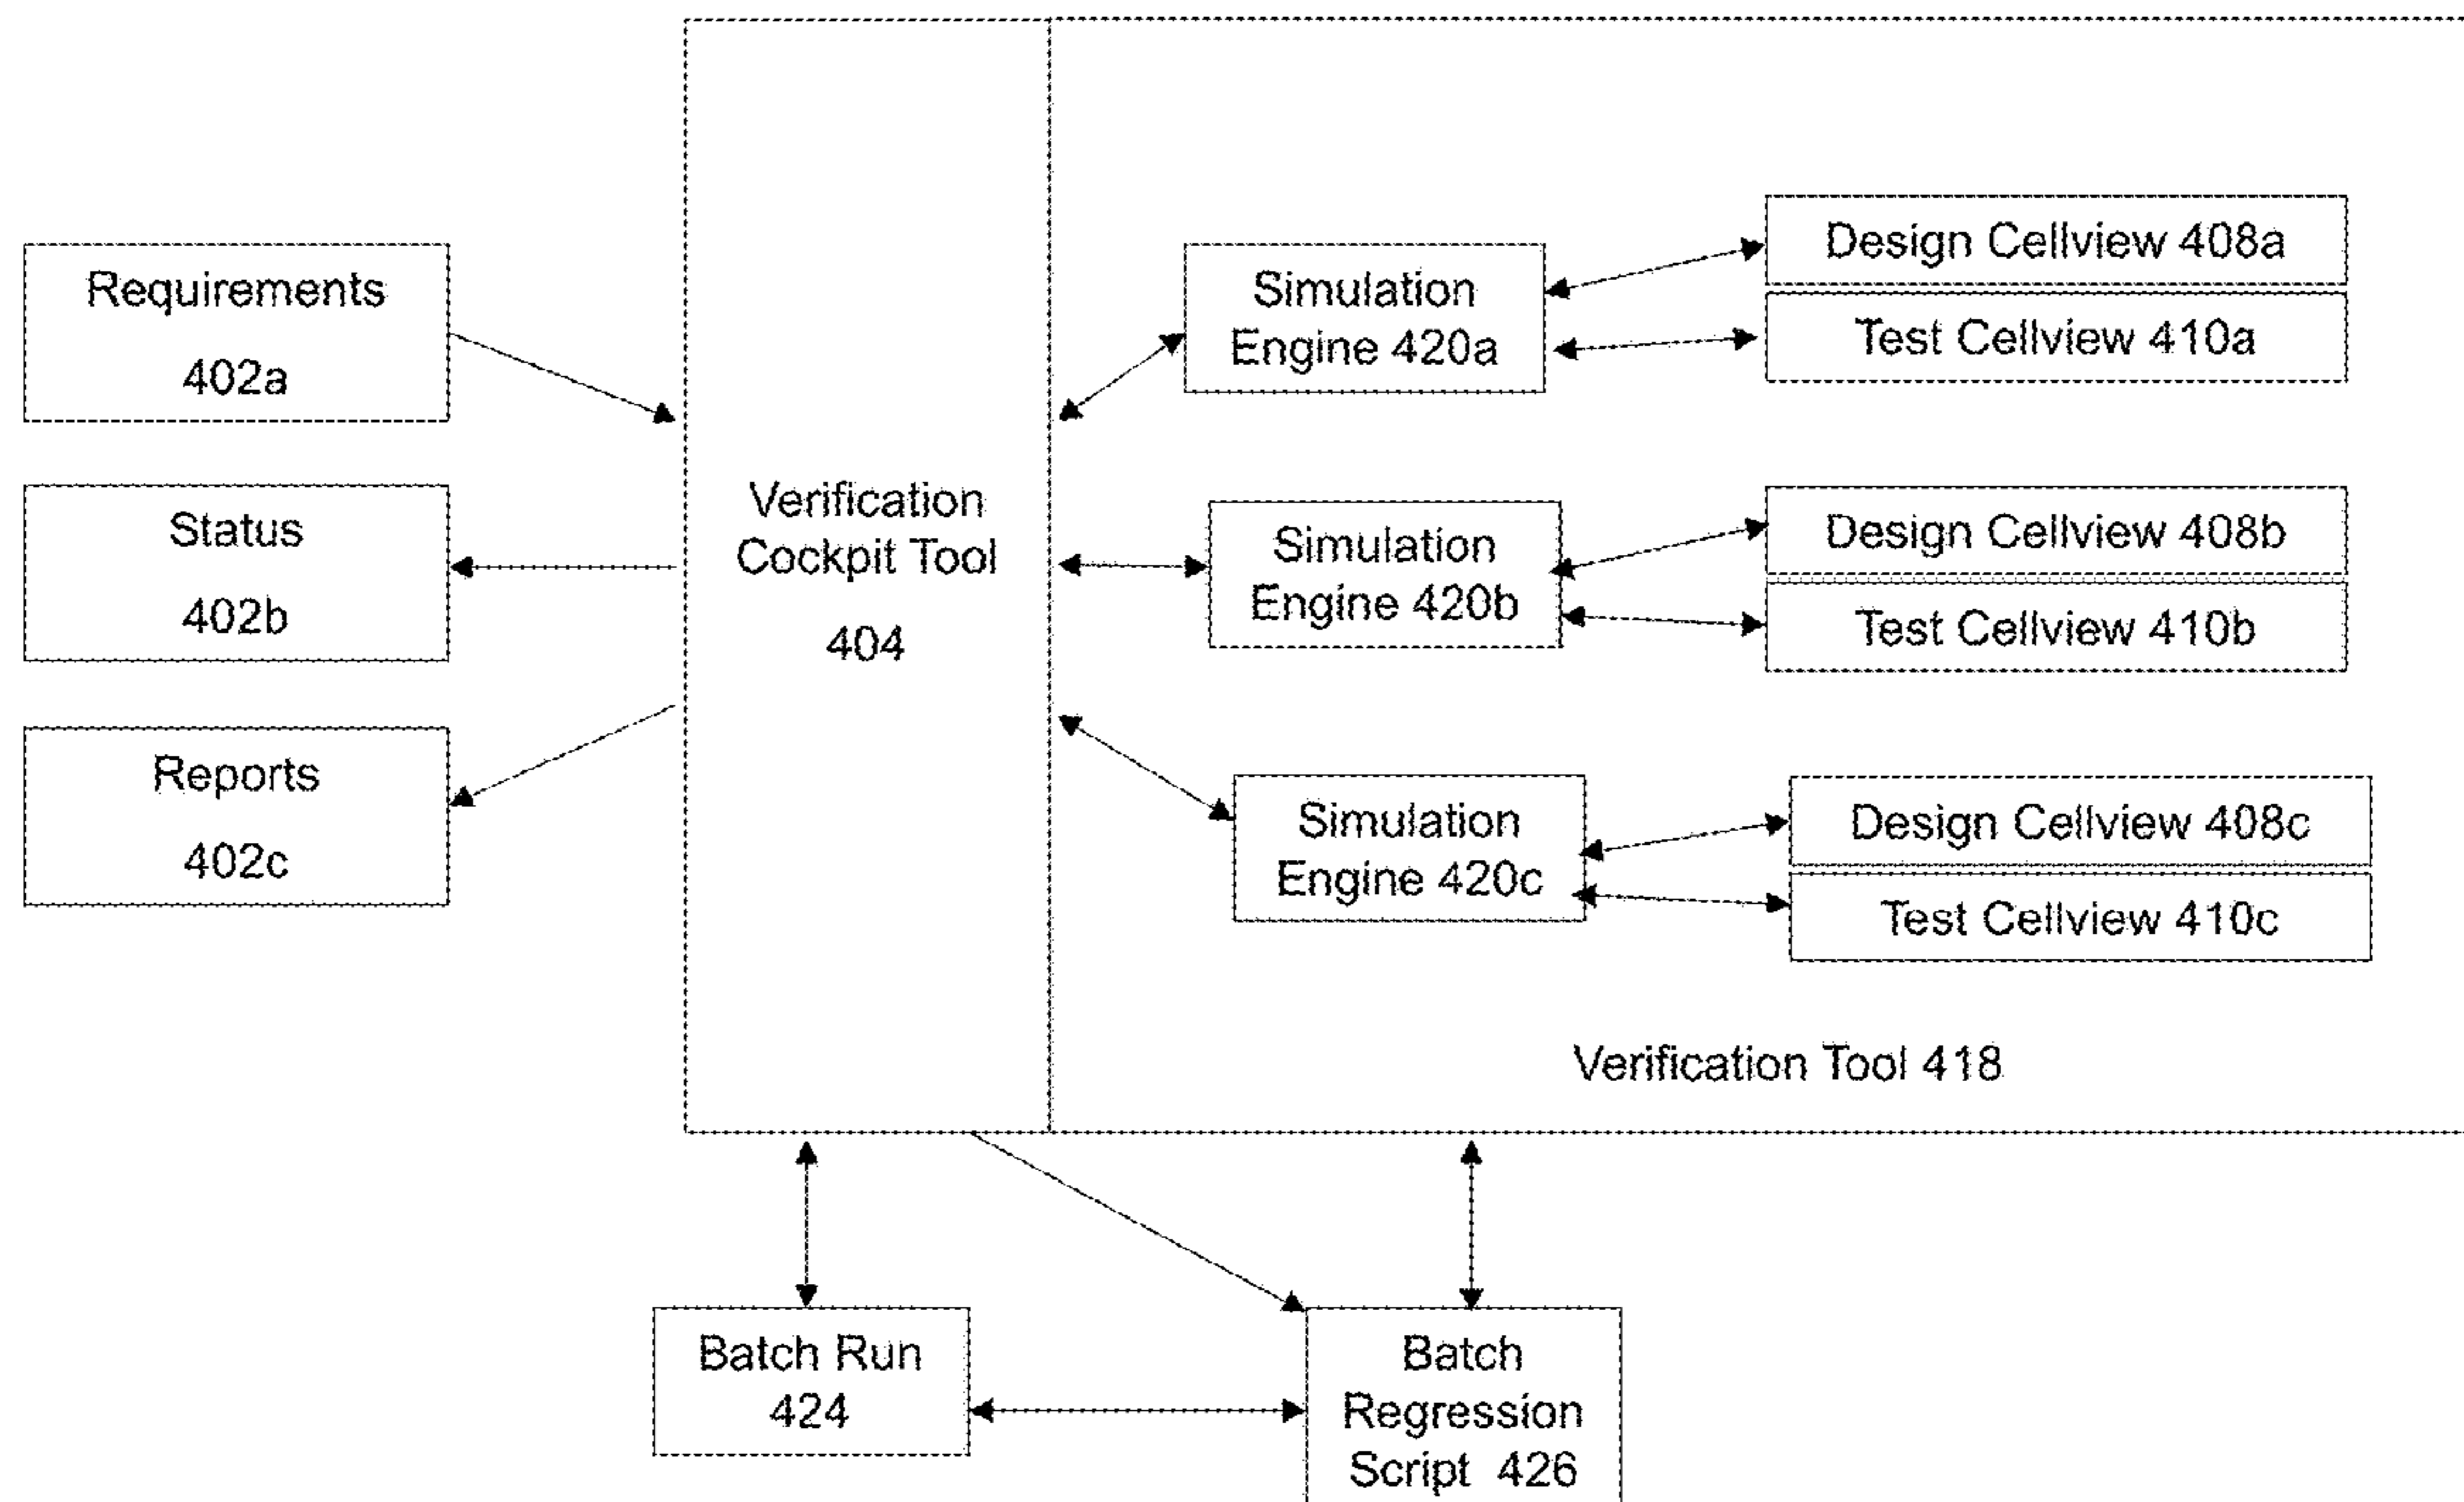 Requirements
402a
Status
402b
Reports
402c
Verification
Cockpit Tool
404
Simulation
Engine 420a
Design Cellview 408a
Test Cellview 410a
Simulation
Engine 420b
Design Cellview 408b
Test Cellview 410b
Simulation
Engine 420c
Design Cellview 408c
Test Cellview 410c
Verification Tool 418
Batch Run
424
Batch
Regression
Script 426